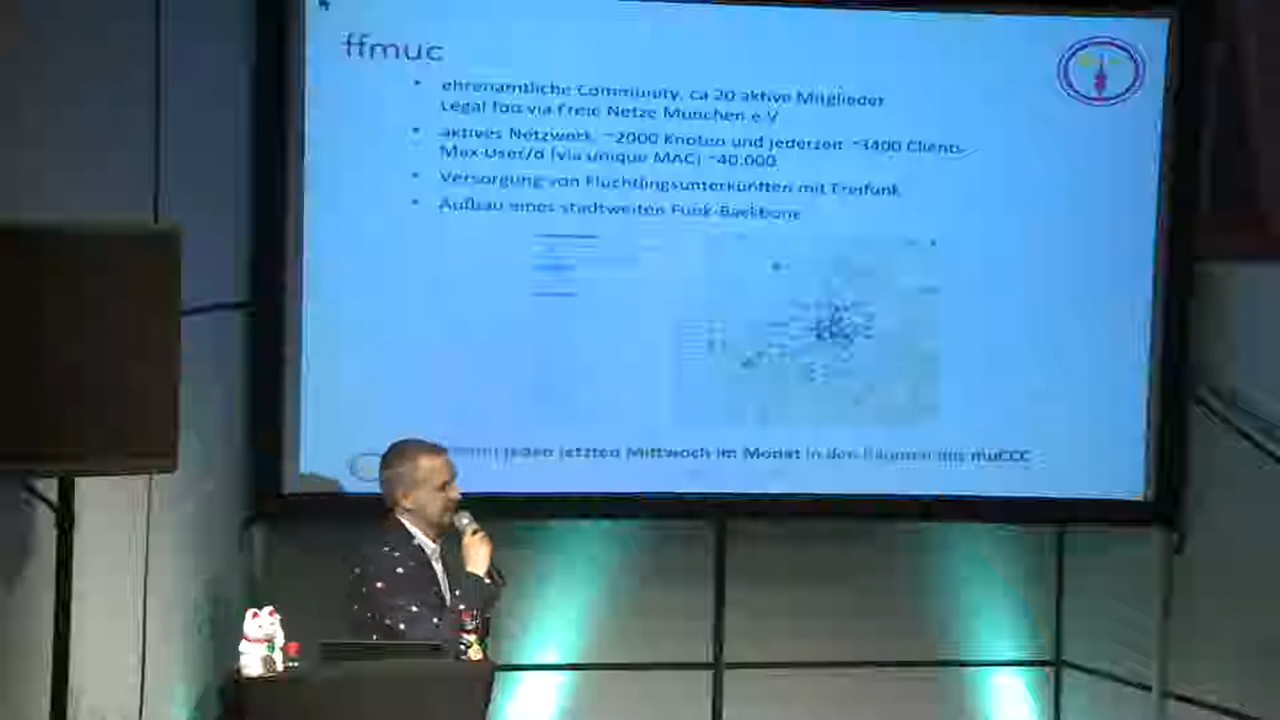 ffmuc
ehrenamtliche Community, ca 20 aktive Mitglieder
Legal foo via Freie Netze München e.V
aktives Netzwerk, ~2000 Knoten und jederzeit ~3400 Clients
Max-User/d (via unique MAC) ~40.000
Versorgung von Flüchtlingsunterkünften mit Freifunk
Aufbau eines stadtweiten Funk-Backbone
jeden letzten Mittwoch im Monat in den Räumen des muCCC